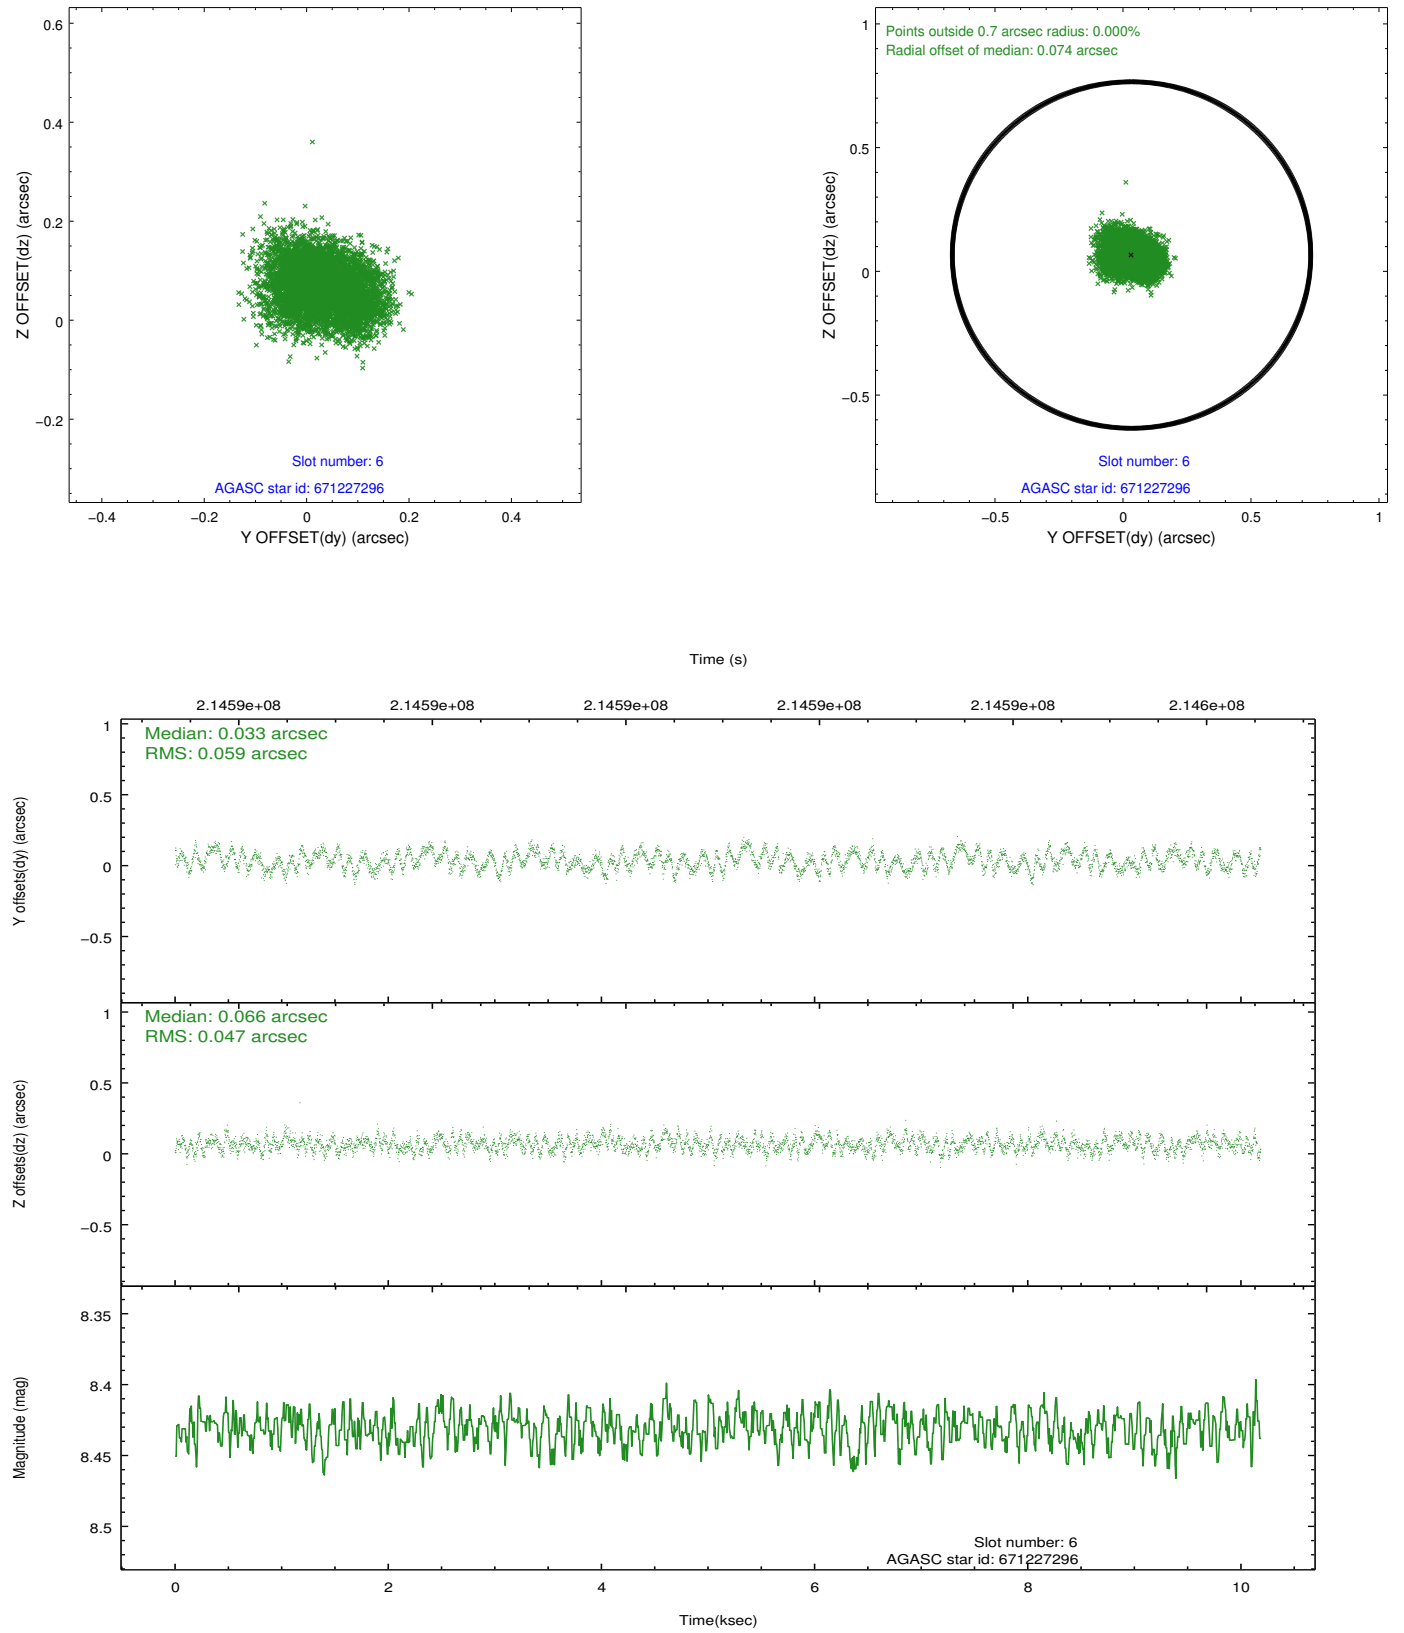 0.6
0.4
0.2
0
−0.2
Z OFFSET(dz) (arcsec)
Slot number: 6
AGASC star id: 671227296
−0.4 −0.2 0 0.2 0.4
Y OFFSET(dy) (arcsec)
Points outside 0.7 arcsec radius: 0.000%
Radial offset of median: 0.074 arcsec
1
0.5
0
−0.5
Z OFFSET(dz) (arcsec)
Slot number: 6
AGASC star id: 671227296
−0.5 0 0.5 1
Y OFFSET(dy) (arcsec)
Time (s)
2.1459e+08 2.1459e+08 2.1459e+08 2.1459e+08 2.1459e+08 2.146e+08
Median: 0.033 arcsec
RMS: 0.059 arcsec
1
0.5
0
−0.5
Y offsets(dy) (arcsec)
Median: 0.066 arcsec
RMS: 0.047 arcsec
1
0.5
0
−0.5
Z offsets(dz) (arcsec)
8.35
8.4
8.45
8.5
Magnitude (mag)
Slot number: 6
AGASC star id: 671227296
0 2 4 6 8 10
Time(ksec)